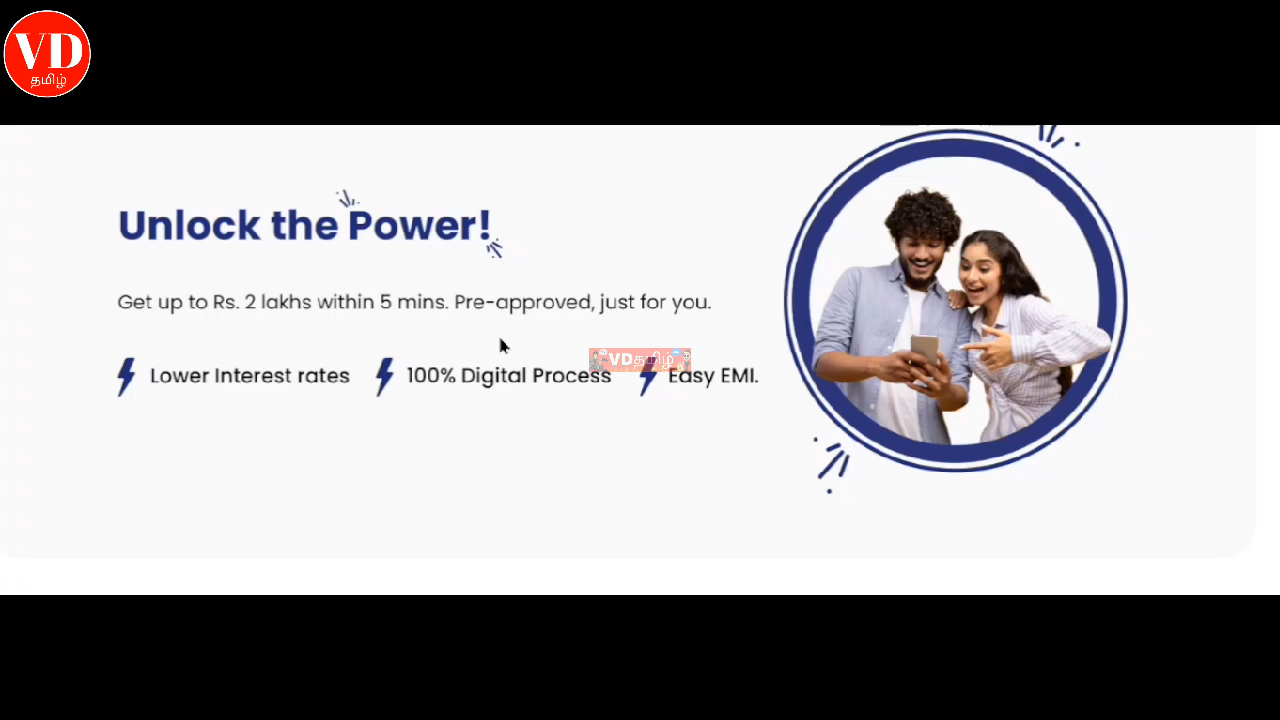 VD
தமிழ்
Unlock the Power!
Get up to Rs. 2 lakhs within 5 mins. Pre-approved, just for you.
VDதமிழ்
Lower Interest rates 100% Digital Process Easy EMI.